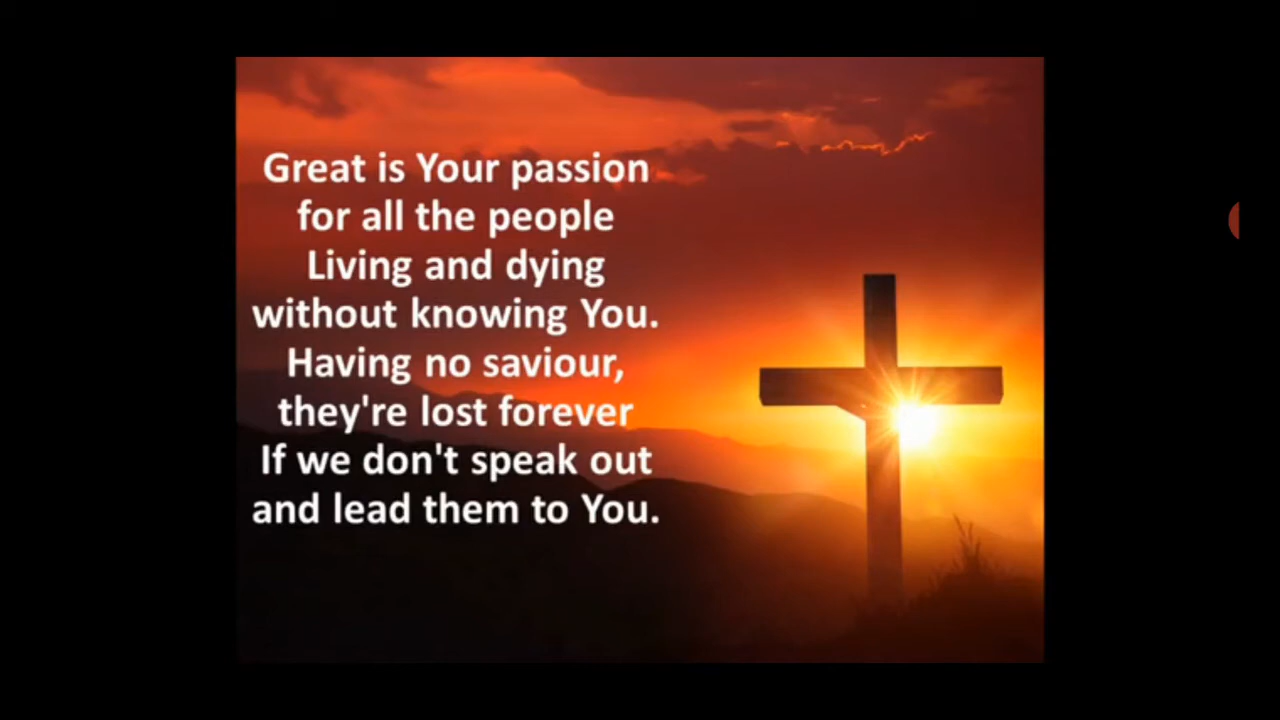 Great is Your passion
for all the people
Living and dying
without knowing You.
Having no saviour,
they're lost forever
If we don't speak out
and lead them to You.